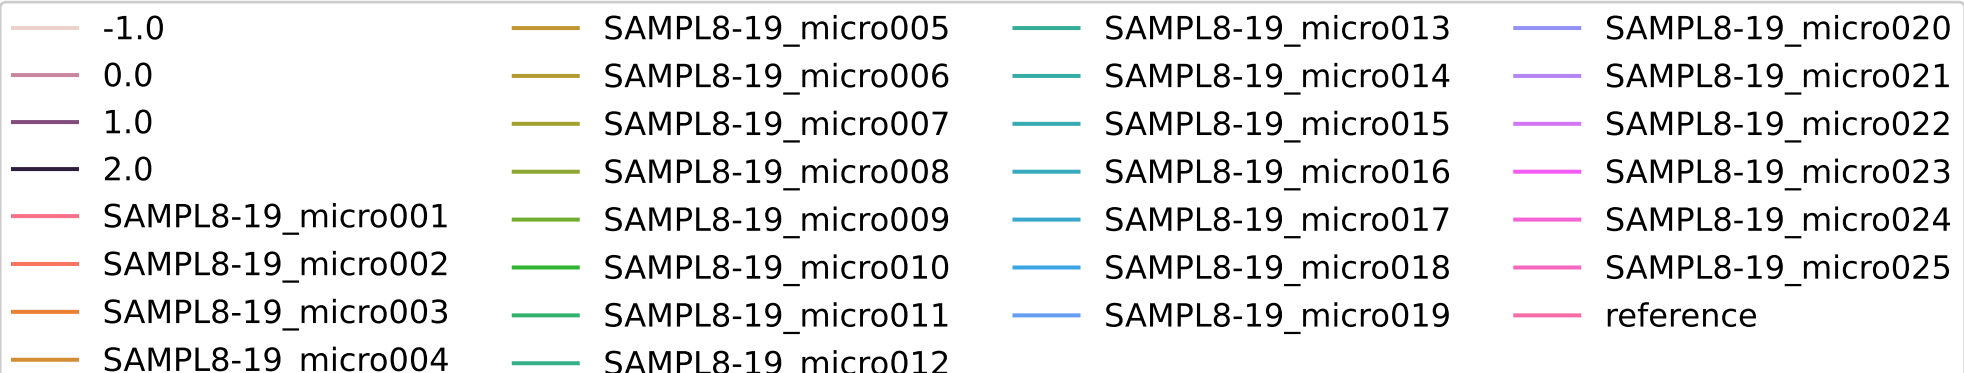 -1.0
0.0
1.0
2.0
SAMPL8-19_micro001
SAMPL8-19_micro002
SAMPL8-19_micro003
SAMPL8-19_micro004
SAMPL8-19_micro005
SAMPL8-19_micro006
SAMPL8-19_micro007
SAMPL8-19_micro008
SAMPL8-19_micro009
SAMPL8-19_micro010
SAMPL8-19_micro011
SAMPL8-19_micro012
SAMPL8-19_micro013
SAMPL8-19_micro014
SAMPL8-19_micro015
SAMPL8-19_micro016
SAMPL8-19_micro017
SAMPL8-19_micro018
SAMPL8-19_micro019
SAMPL8-19_micro020
SAMPL8-19_micro021
SAMPL8-19_micro022
SAMPL8-19_micro023
SAMPL8-19_micro024
SAMPL8-19_micro025
reference